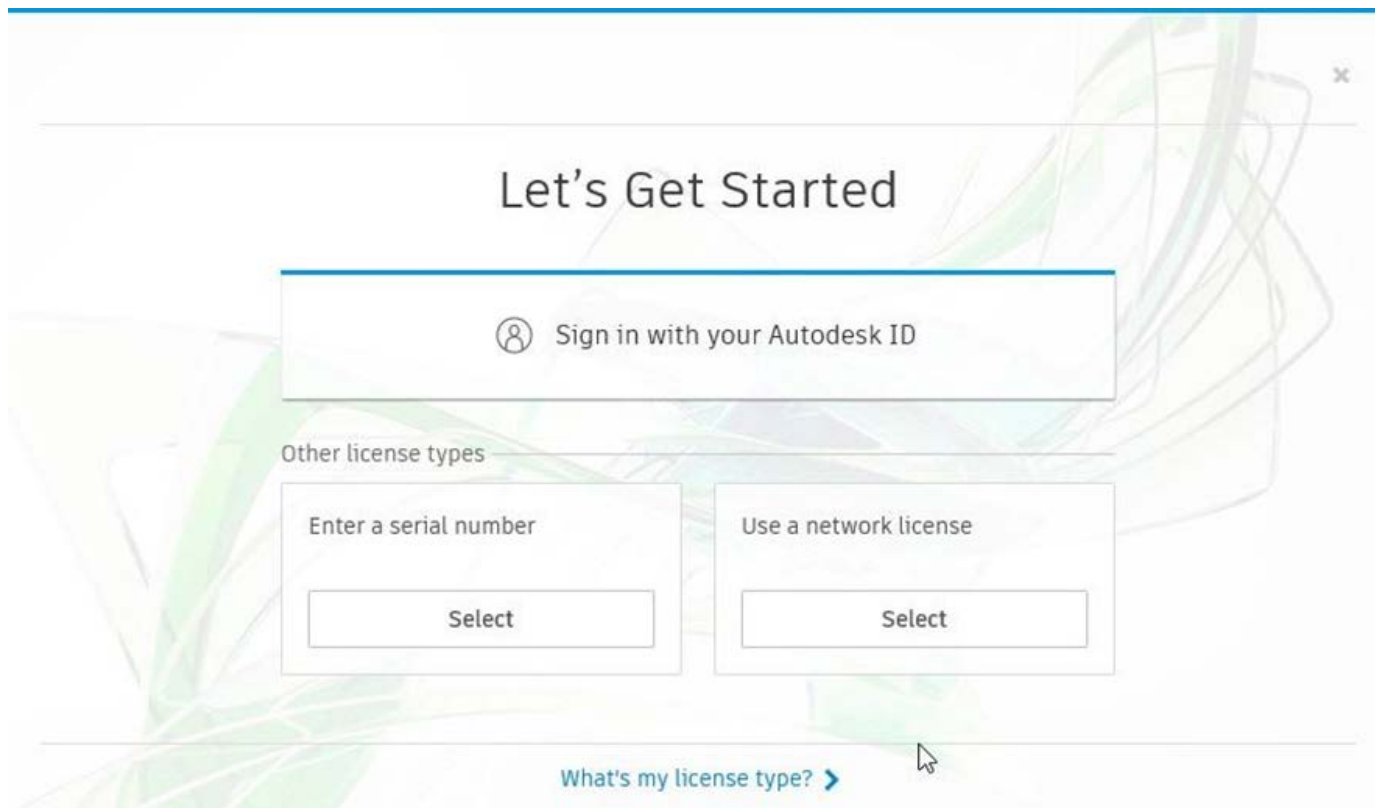 Let’s Get Started
Sign in with your Autodesk ID
Other license types
Enter a serial number
Select
Use a network license
Select
What's my license type?